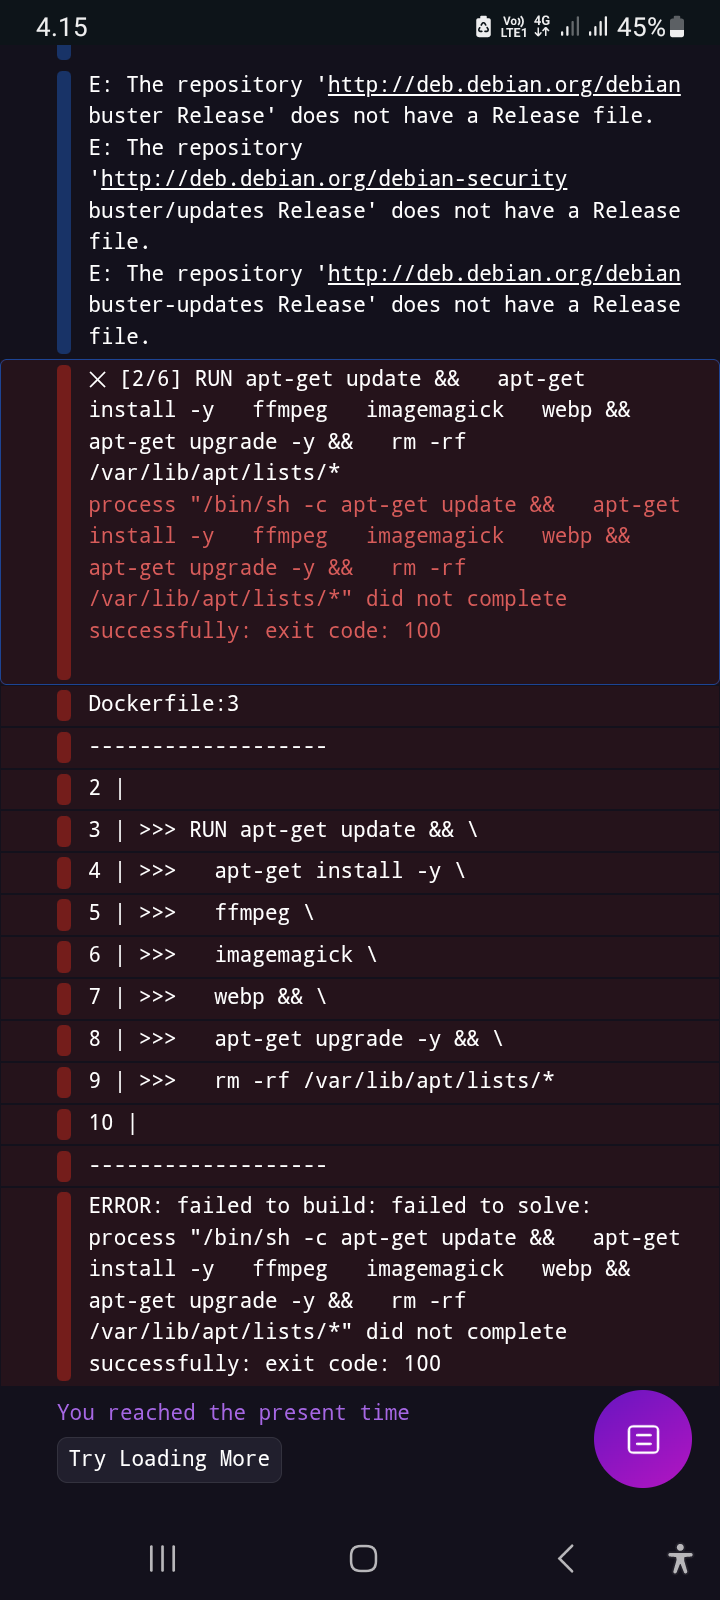 4.15
Vo))
LTE1
4G
45%
E: The repository 'http://deb.debian.org/debian
buster Release' does not have a Release file.
E: The repository
'http://deb.debian.org/debian-security
buster/updates Release' does not have a Release
file.
E: The repository 'http://deb.debian.org/debian
buster-updates Release' does not have a Release
file.
✕ [2/6] RUN apt-get update &&   apt-get
install -y   ffmpeg   imagemagick   webp &&
apt-get upgrade -y &&   rm -rf
/var/lib/apt/lists/*
process "/bin/sh -c apt-get update &&   apt-get
install -y   ffmpeg   imagemagick   webp &&
apt-get upgrade -y &&   rm -rf
/var/lib/apt/lists/*" did not complete
successfully: exit code: 100
Dockerfile:3
-------------------
2 |
3 | >>> RUN apt-get update && \
4 | >>>   apt-get install -y \
5 | >>>   ffmpeg \
6 | >>>   imagemagick \
7 | >>>   webp && \
8 | >>>   apt-get upgrade -y && \
9 | >>>   rm -rf /var/lib/apt/lists/*
10 |
-------------------
ERROR: failed to build: failed to solve:
process "/bin/sh -c apt-get update &&   apt-get
install -y   ffmpeg   imagemagick   webp &&
apt-get upgrade -y &&   rm -rf
/var/lib/apt/lists/*" did not complete
successfully: exit code: 100
You reached the present time
Try Loading More